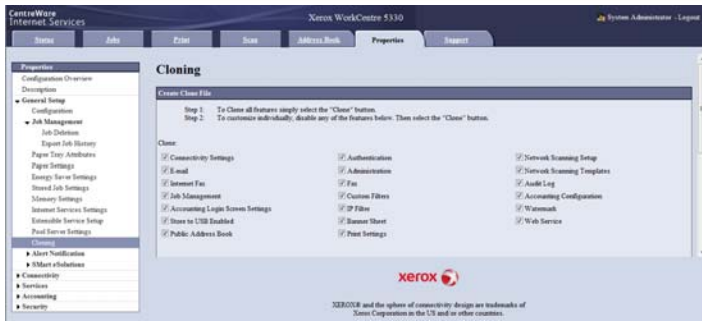 CentreWare
Internet Services
Xerox WorkCentre 5330
System Administrator - Logout
Status Jobs Print Scan Address Book Properties Support
Properties
Configuration Overview
Description
General Setup
Configuration
Job Management
Job Deletion
Export Job History
Paper Tray Attributes
Paper Settings
Energy Saver Settings
Stored Job Settings
Memory Settings
Internet Services Settings
Extensible Service Setup
Pool Server Settings
Cloning
Alert Notification
SMart eSolutions
Connectivity
Services
Accounting
Security
Cloning
Create Clone File
Step 1: To Clone all features simply select the "Clone" button.
Step 2: To customize individually, disable any of the features below. Then select the "Clone" button.
Clone:
Connectivity Settings Authentication Network Scanning Setup
E-mail Administration Network Scanning Templates
Internet Fax Fax Audit Log
Job Management Custom Filters Accounting Configuration
Accounting Login Screen Settings IP Filter Watermark
Store to USB Enabled Banner Sheet Web Service
Public Address Book Print Settings
xerox
XEROX® and the sphere of connectivity design are trademarks of
Xerox Corporation in the US and/or other countries.